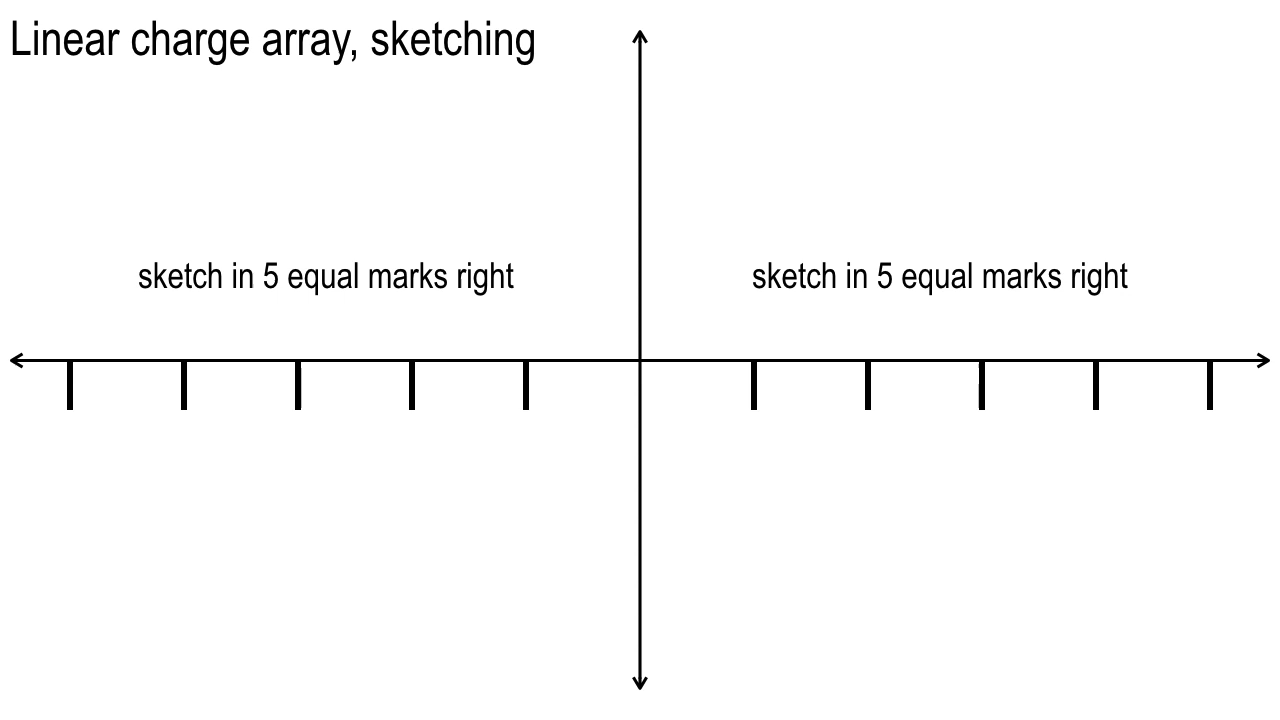 Linear charge array, sketching
sketch in 5 equal marks right
sketch in 5 equal marks right